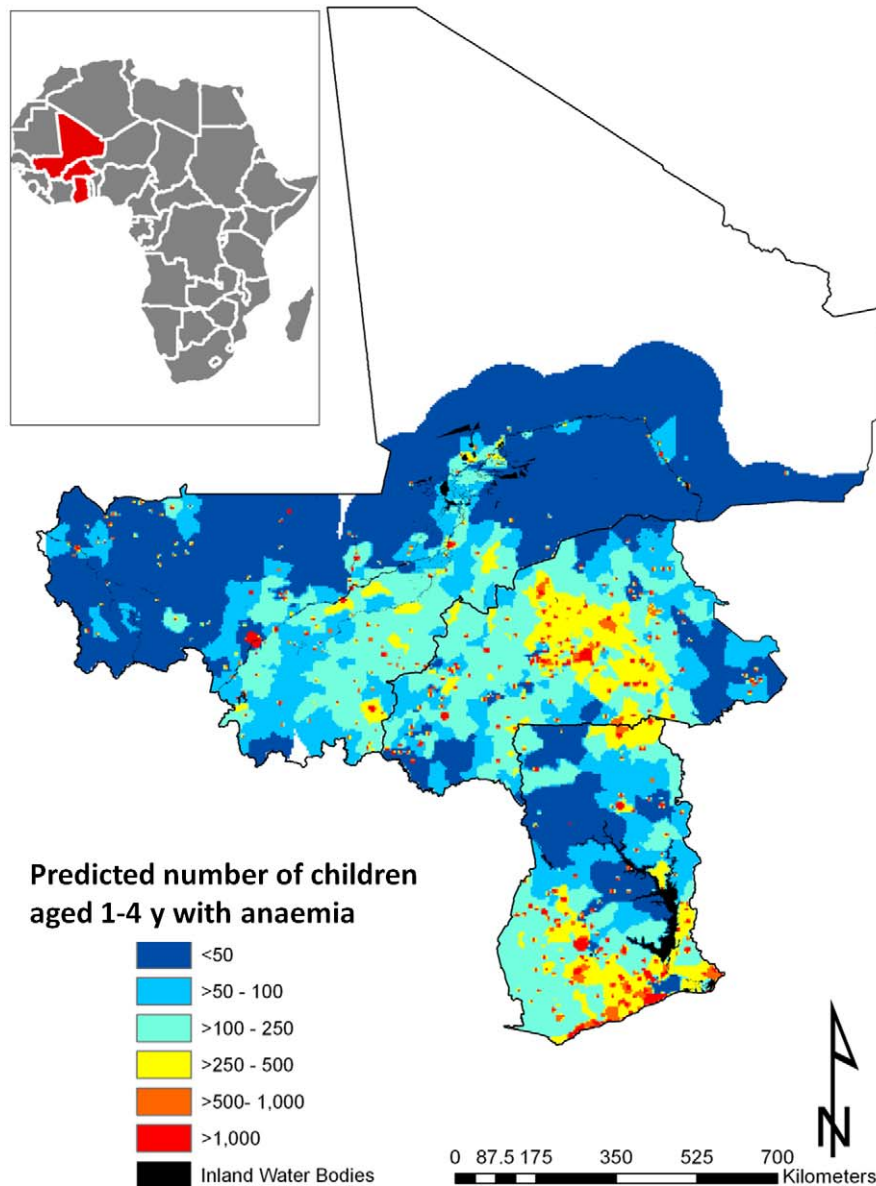 Predicted number of children
aged 1-4 y with anaemia
<50
>50 - 100
>100 - 250
>250 - 500
>500- 1,000
>1,000
Inland Water Bodies
N
0 87.5 175 350 525 700
Kilometers